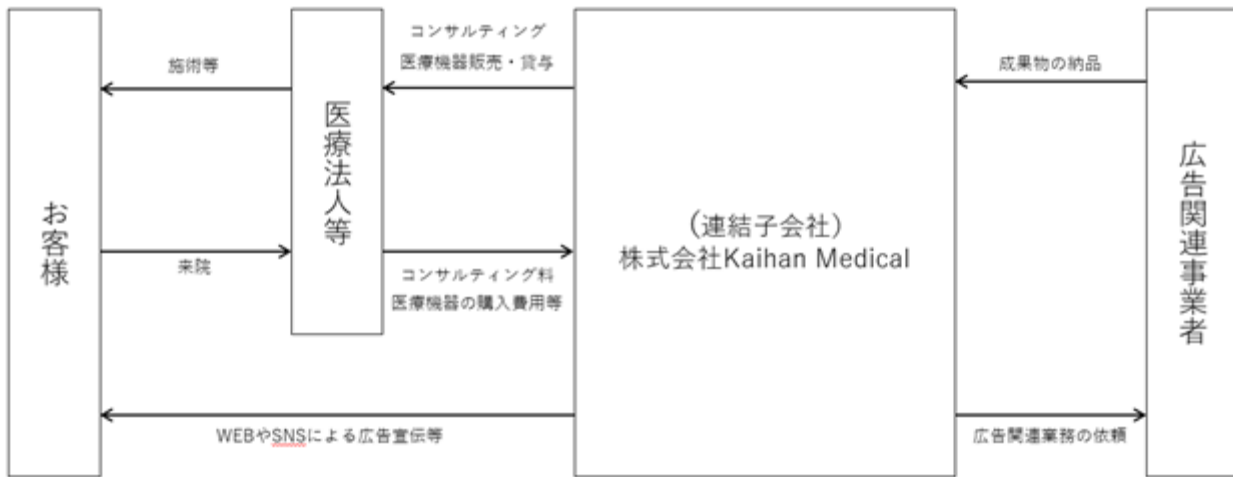 お客様
施術等
来院
医療法人等
コンサルティング
医療機器販売・貸与
コンサルティング料
医療機器の購入費用等
WEBやSNSによる広告宣伝等
(連結子会社)
株式会社Kaihan Medical
成果物の納品
広告関連業務の依頼
広告関連事業者